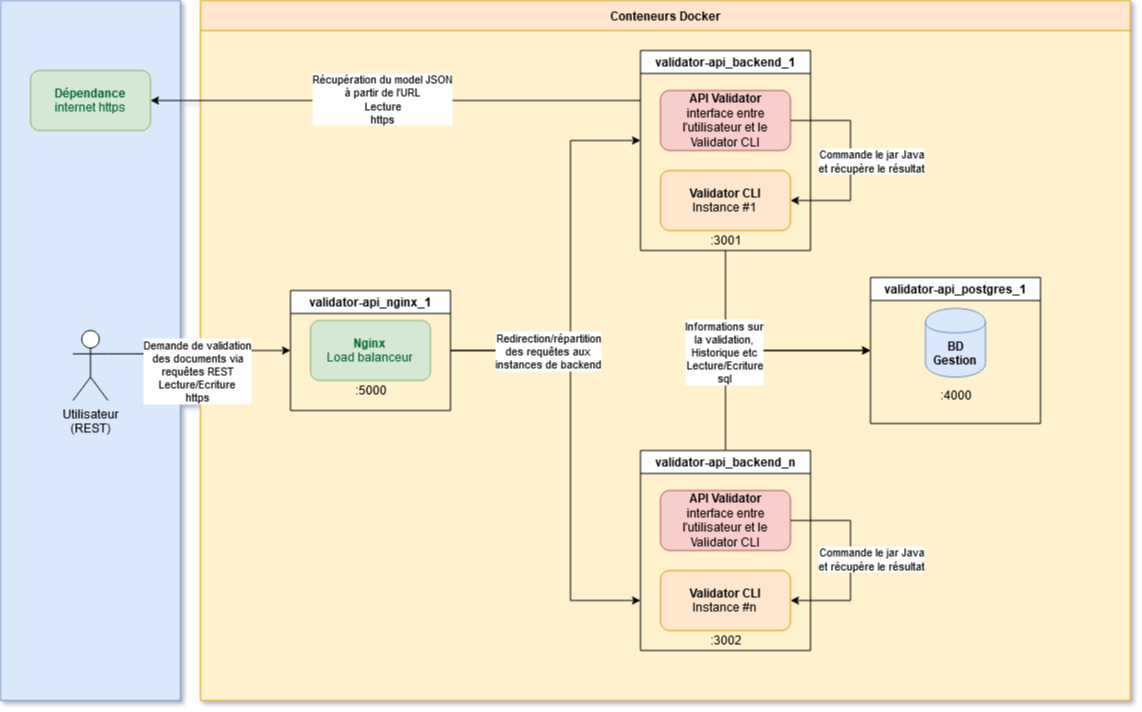 Conteneurs Docker
Dépendance
internet https
Récupération du model JSON
à partir de l'URL
Lecture
https
validator-api_backend_1
API Validator
interface entre
l'utilisateur et le
Validator CLI
Commande le jar Java
et récupère le résultat
Validator CLI
Instance #1
:3001
Utilisateur
(REST)
Demande de validation
des documents via
requêtes REST
Lecture/Ecriture
https
validator-api_nginx_1
Nginx
Load balanceur
:5000
Redirection/répartition
des requêtes aux
instances de backend
Informations sur
la validation,
Historique etc
Lecture/Ecriture
sql
validator-api_postgres_1
BD
Gestion
:4000
validator-api_backend_n
API Validator
interface entre
l'utilisateur et le
Validator CLI
Commande le jar Java
et récupère le résultat
Validator CLI
Instance #n
:3002